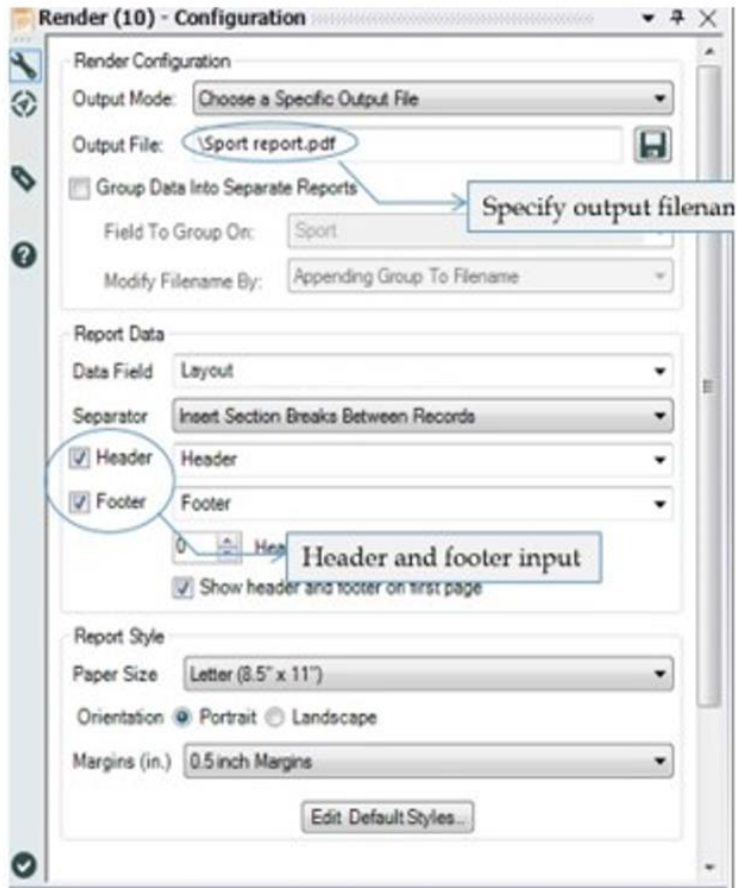 Render (10) - Configuration
Render Configuration
Output Mode: Choose a Specific Output File
Output File: \Sport report.pdf
Group Data Into Separate Reports
Specify output filenam
Field To Group On: Sport
Modify Filename By: Appending Group To Filename
Report Data
Data Field Layout
Separator Insert Section Breaks Between Records
Header Header
Footer Footer
0 Hea
Header and footer input
Show header and footer on first page
Report Style
Paper Size Letter (8.5" x 11")
Orientation Portrait Landscape
Margins (in.) 0.5 inch Margins
Edit Default Styles...